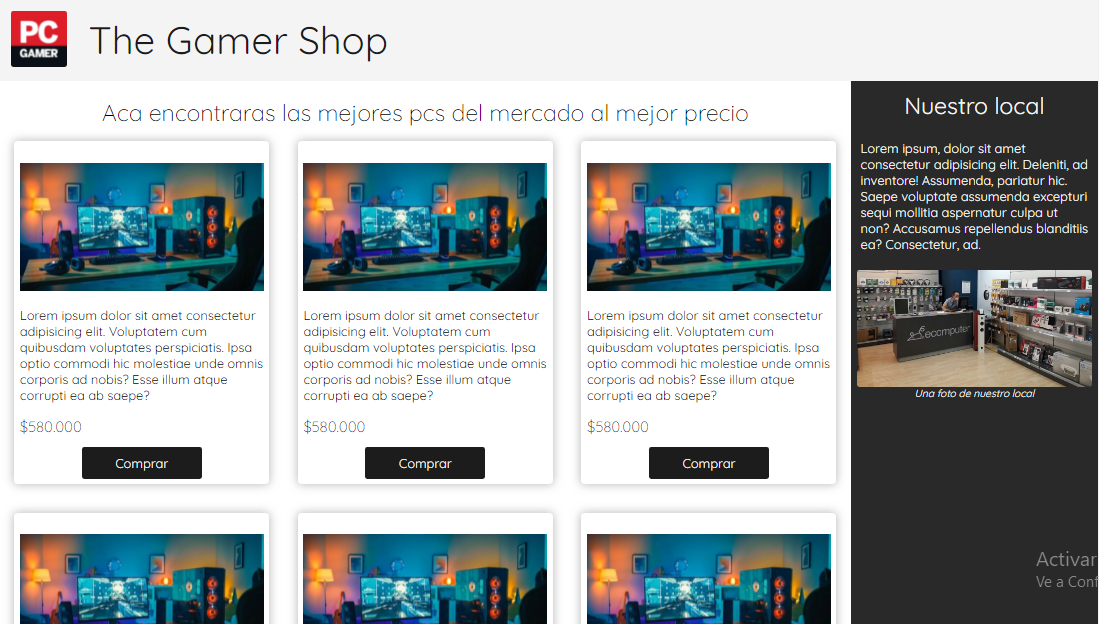 PC
GAMER
The Gamer Shop
Aca encontraras las mejores pcs del mercado al mejor precio
Lorem ipsum dolor sit amet consectetur
adipisicing elit. Voluptatem cum
quibusdam voluptates perspiciatis. Ipsa
optio commodi hic molestiae unde omnis
corporis ad nobis? Esse illum atque
corrupti ea ab saepe?
$580.000
Comprar
Lorem ipsum dolor sit amet consectetur
adipisicing elit. Voluptatem cum
quibusdam voluptates perspiciatis. Ipsa
optio commodi hic molestiae unde omnis
corporis ad nobis? Esse illum atque
corrupti ea ab saepe?
$580.000
Comprar
Lorem ipsum dolor sit amet consectetur
adipisicing elit. Voluptatem cum
quibusdam voluptates perspiciatis. Ipsa
optio commodi hic molestiae unde omnis
corporis ad nobis? Esse illum atque
corrupti ea ab saepe?
$580.000
Comprar
Nuestro local
Lorem ipsum, dolor sit amet
consectetur adipisicing elit. Deleniti, ad
inventore! Assumenda, pariatur hic.
Saepe voluptate assumenda excepturi
sequi mollitia aspernatur culpa ut
non? Accusamus repellendus blanditiis
ea? Consectetur, ad.
ecomputer
Una foto de nuestro local
Activar
Ve a Conf